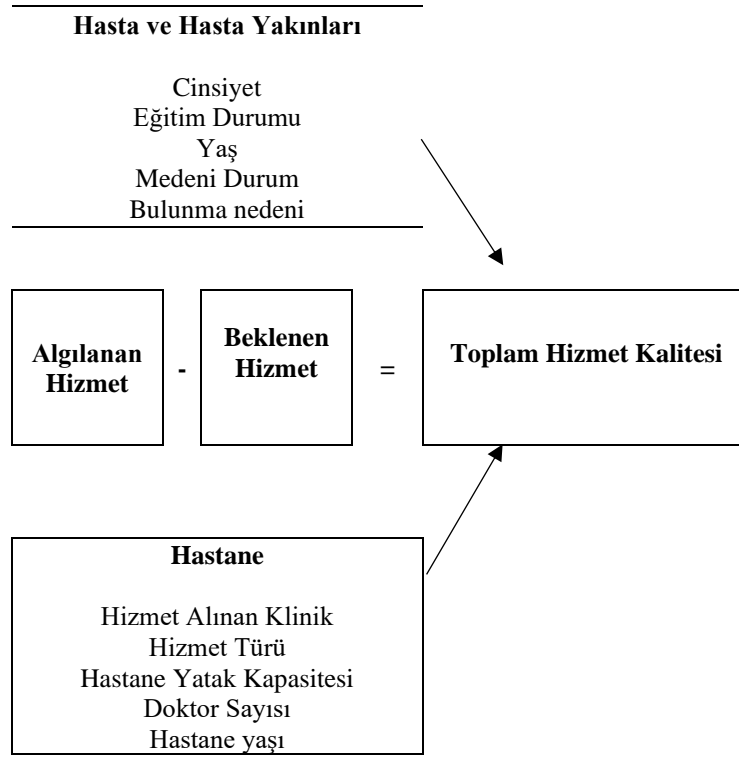 Hasta ve Hasta Yakınları
Cinsiyet
Eğitim Durumu
Yaş
Medeni Durum
Bulunma nedeni
Algılanan
Hizmet
-
Beklenen
Hizmet
=
Toplam Hizmet Kalitesi
Hastane
Hizmet Alınan Klinik
Hizmet Türü
Hastane Yatak Kapasitesi
Doktor Sayısı
Hastane yaşı